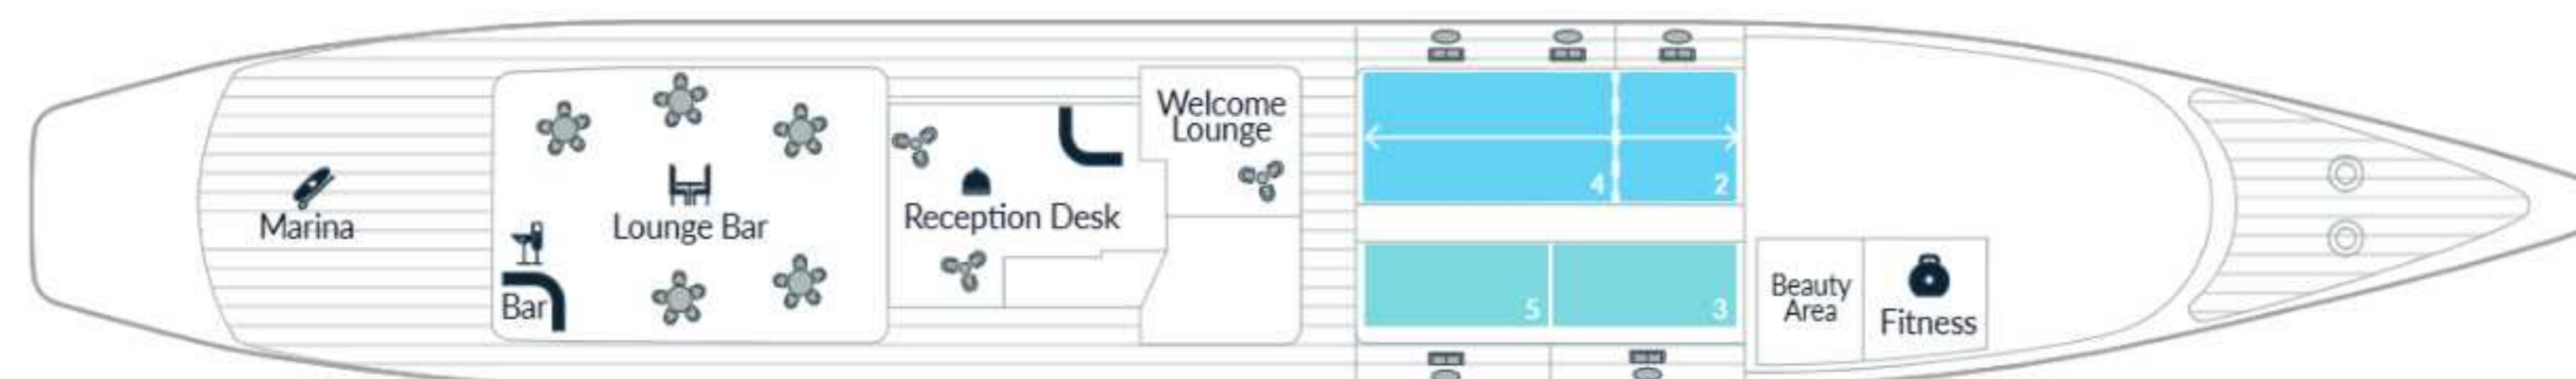 Marina
Lounge Bar
Bar
Reception Desk
Welcome
Lounge
4
2
5
3
Beauty
Area
Fitness